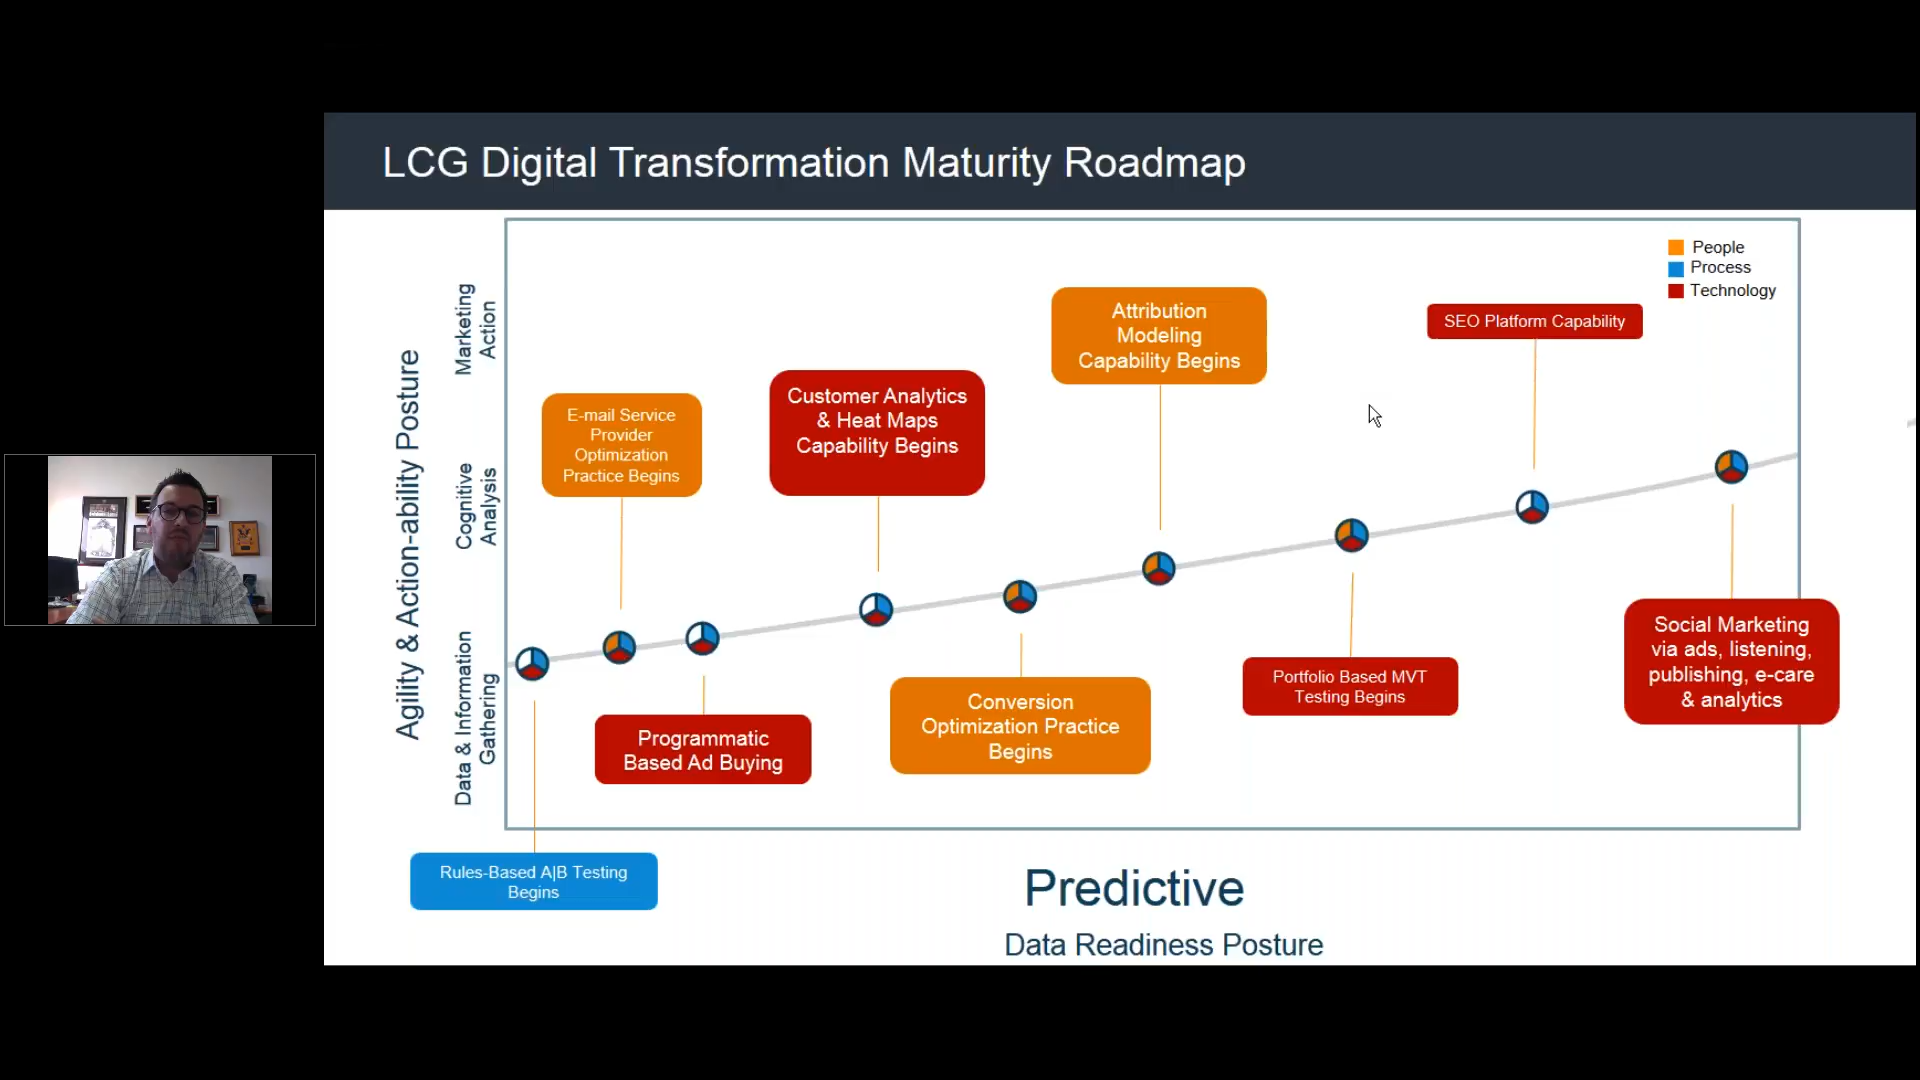 LCG Digital Transformation Maturity Roadmap
People
Process
Technology
Agility & Action-ability Posture
Marketing
Action
Cognitive
Analysis
Data & Information
Gathering
E-mail Service
Provider
Optimization
Practice Begins
Customer Analytics
& Heat Maps
Capability Begins
Attribution
Modeling
Capability Begins
SEO Platform Capability
Programmatic
Based Ad Buying
Conversion
Optimization Practice
Begins
Portfolio Based MVT
Testing Begins
Social Marketing
via ads, listening,
publishing, e-care
& analytics
Rules-Based A|B Testing
Begins
Predictive
Data Readiness Posture